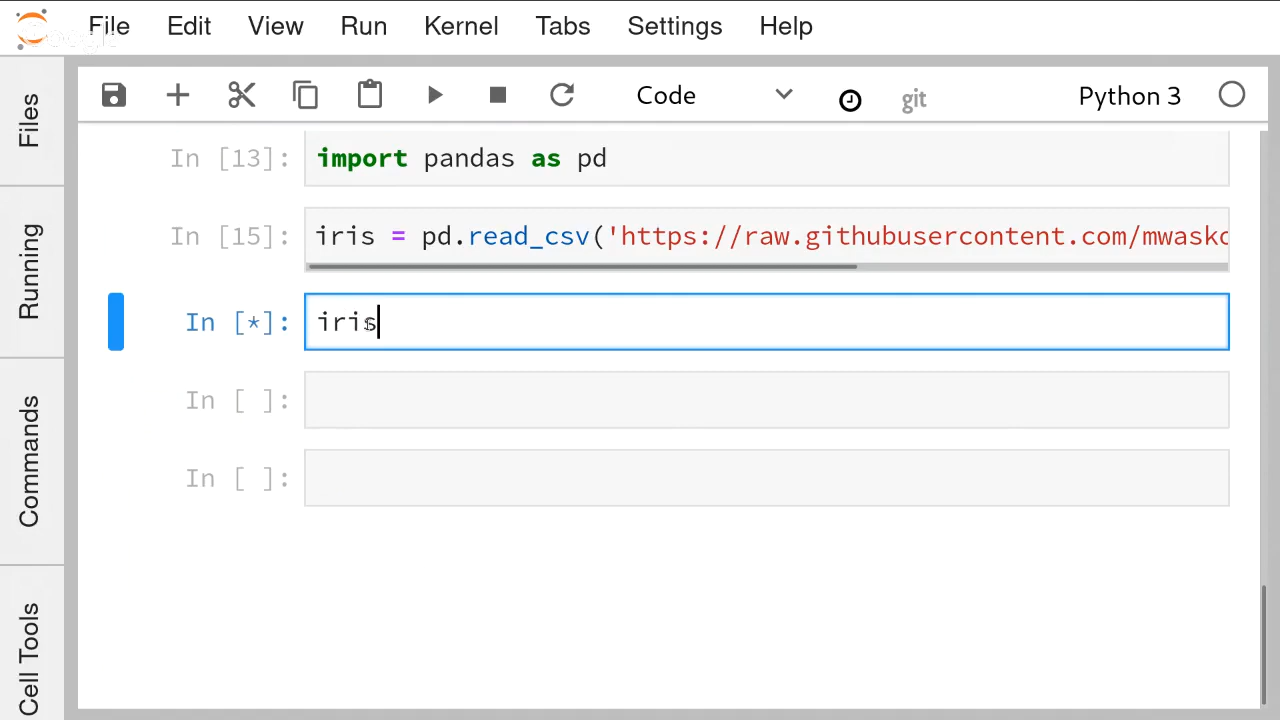 File Edit View Run Kernel Tabs Settings Help
Code git Python 3
Files
Running
Commands
Cell Tools
In [13]: import pandas as pd
In [15]: iris = pd.read_csv('https://raw.githubusercontent.com/mwasko
In [*]: iris
In [ ]:
In [ ]: